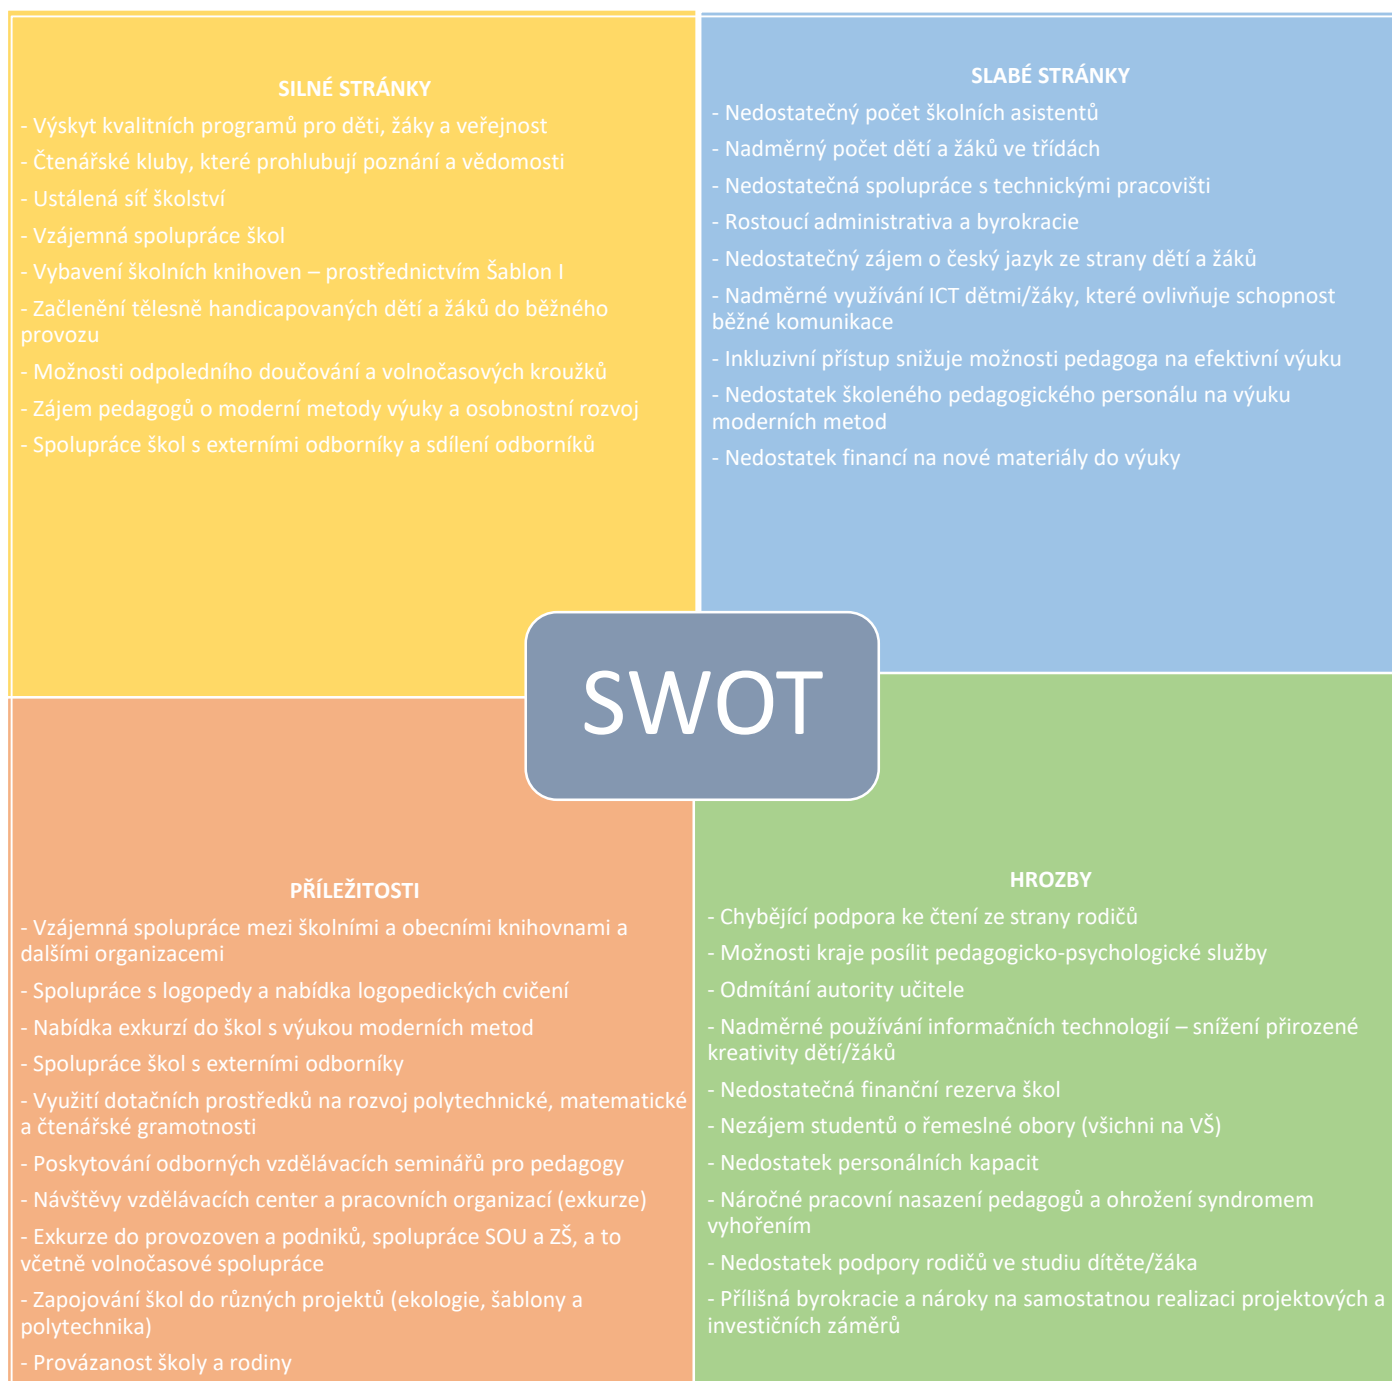 SILNÉ STRÁNKY
- Výskyt kvalitních programů pro děti, žáky a veřejnost
- Čtenářské kluby, které prohlubují poznání a vědomosti
- Ustálená síť školství
- Vzájemná spolupráce škol
- Vybavení školních knihoven – prostřednictvím Šablon I
- Začlenění tělesně handicapovaných dětí a žáků do běžného
provozu
- Možnosti odpoledního doučování a volnočasových kroužků
- Zájem pedagogů o moderní metody výuky a osobnostní rozvoj
- Spolupráce škol s externími odborníky a sdílení odborníků
SLABÉ STRÁNKY
- Nedostatečný počet školních asistentů
- Nadměrný počet dětí a žáků ve třídách
- Nedostatečná spolupráce s technickými pracovišti
- Rostoucí administrativa a byrokracie
- Nedostatečný zájem o český jazyk ze strany dětí a žáků
- Nadměrné využívání ICT dětmi/žáky, které ovlivňuje schopnost
běžné komunikace
- Inkluzivní přístup snižuje možnosti pedagoga na efektivní výuku
- Nedostatek školeného pedagogického personálu na výuku
moderních metod
- Nedostatek financí na nové materiály do výuky
SWOT
PŘÍLEŽITOSTI
- Vzájemná spolupráce mezi školními a obecními knihovnami a
dalšími organizacemi
- Spolupráce s logopedy a nabídka logopedických cvičení
- Nabídka exkurzí do škol s výukou moderních metod
- Spolupráce škol s externími odborníky
- Využití dotačních prostředků na rozvoj polytechnické, matematické
a čtenářské gramotnosti
- Poskytování odborných vzdělávacích seminářů pro pedagogy
- Návštěvy vzdělávacích center a pracovních organizací (exkurze)
- Exkurze do provozoven a podniků, spolupráce SOU a ZŠ, a to
včetně volnočasové spolupráce
- Zapojování škol do různých projektů (ekologie, šablony a
polytechnika)
- Provázanost školy a rodiny
HROZBY
- Chybějící podpora ke čtení ze strany rodičů
- Možnosti kraje posílit pedagogicko-psychologické služby
- Odmítání autority učitele
- Nadměrné používání informačních technologií – snížení přirozené
kreativity dětí/žáků
- Nedostatečná finanční rezerva škol
- Nezájem studentů o řemeslné obory (všichni na VŠ)
- Nedostatek personálních kapacit
- Náročné pracovní nasazení pedagogů a ohrožení syndromem
vyhořením
- Nedostatek podpory rodičů ve studiu dítěte/žáka
- Přílišná byrokracie a nároky na samostatnou realizaci projektových a
investičních záměrů